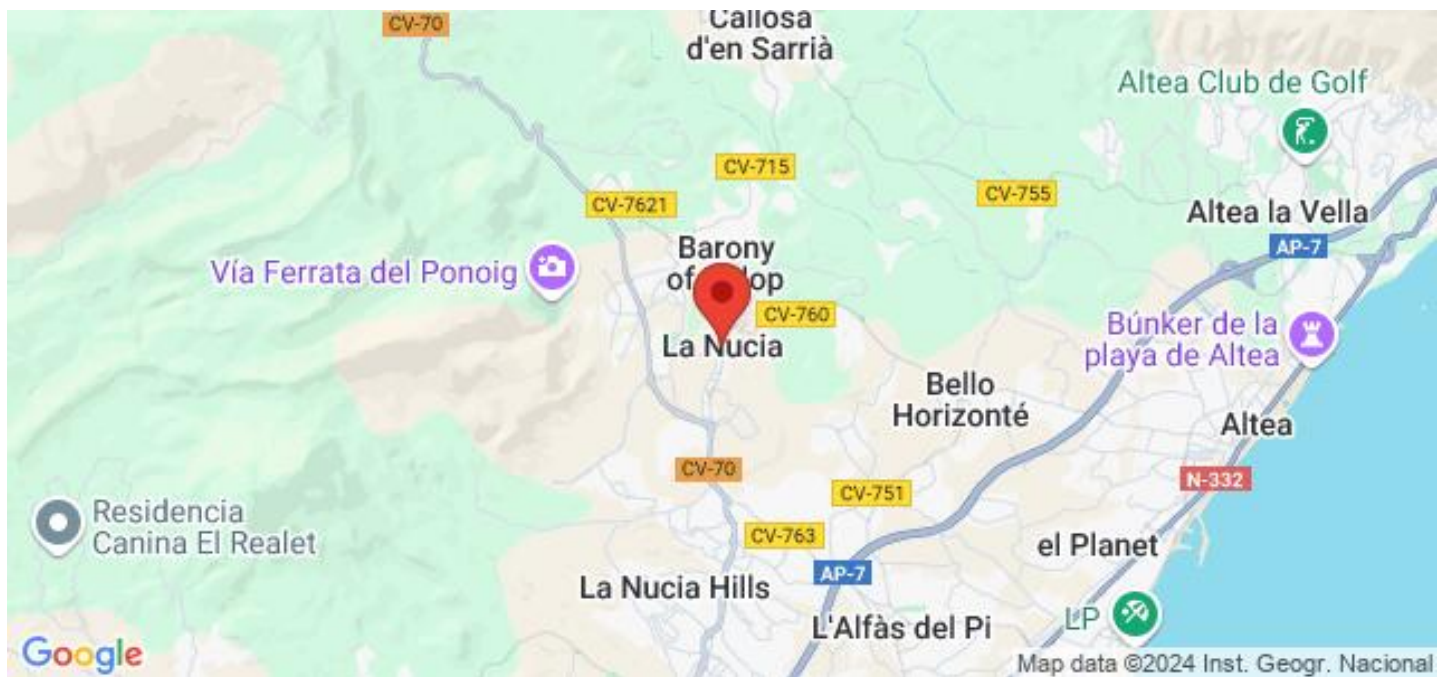 CV-70
Callosa
d'en Sarrià
Altea Club de Golf
CV-715
CV-7621
CV-755
Altea la Vella
AP-7
Barony
of
Vía Ferrata del Ponoig
CV-760
La Nucia
Búnker de la
playa de Altea
Bello
Horizonté
Altea
CV-70
N-332
CV-751
Residencia
Canina El Realet
CV-763
el Planet
AP-7
La Nucia Hills
LP
L'Alfàs del Pi
Google
Map data ©2024 Inst. Geogr. Nacional